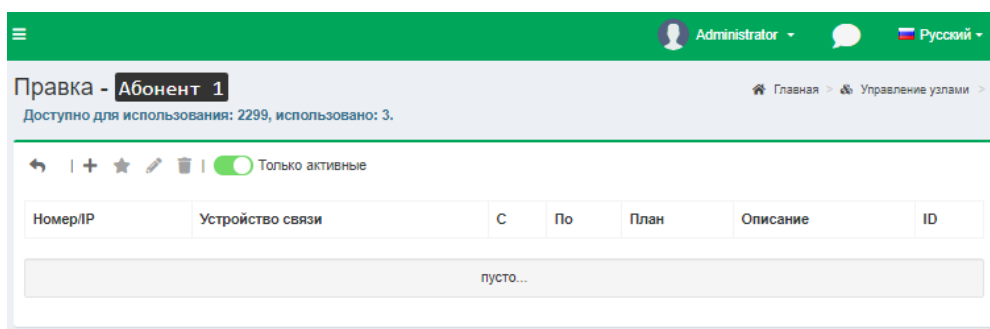 Administrator Русский
Правка - Абонент 1
Главная > Управление узлами >
Доступно для использования: 2299, использовано: 3.
| + | Только активные
Номер/IP Устройство связи С По План Описание ID
пусто...